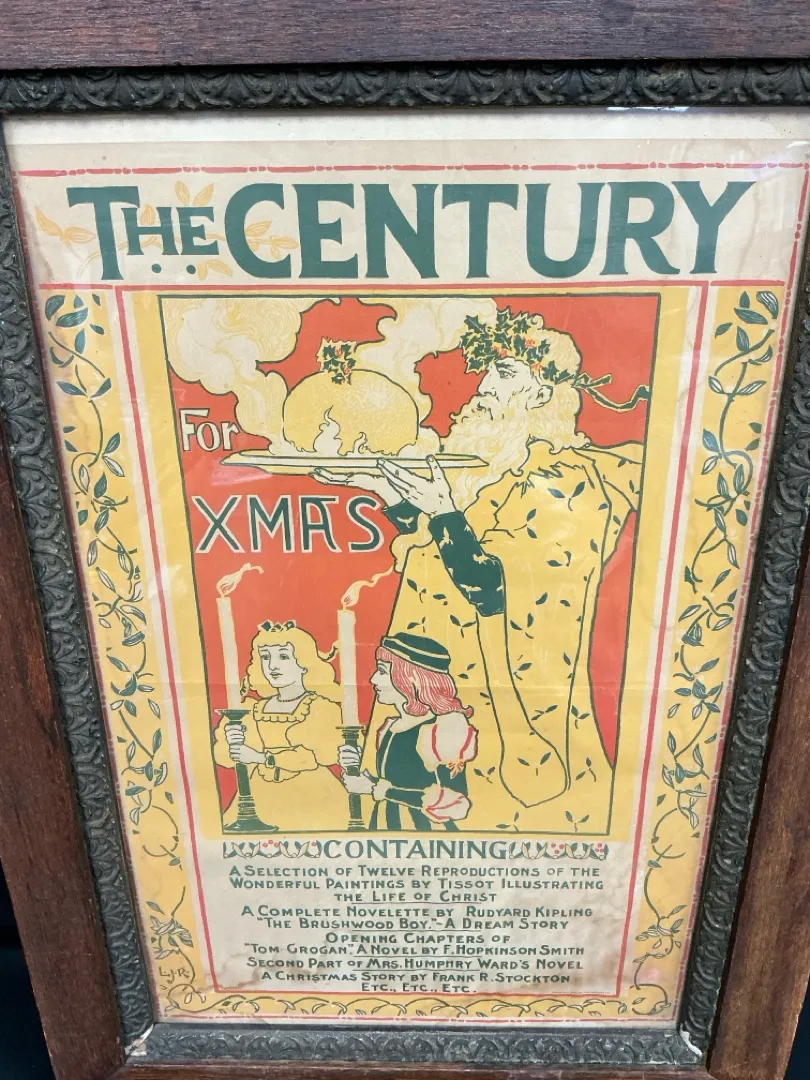 THE CENTURY
FOR
XMAS
CONTAINING
A SELECTION OF TWELVE REPRODUCTIONS OF THE
WONDERFUL PAINTINGS BY TISSOT ILLUSTRATING
THE LIFE OF CHRIST
A COMPLETE NOVELETTE BY RUDYARD KIPLING
"THE BRUSHWOOD BOY."-A DREAM STORY
OPENING CHAPTERS OF
"TOM GROGAN," A NOVEL BY F. HOPKINSON SMITH
SECOND PART OF MRS. HUMPHRY WARD'S NOVEL
A CHRISTMAS STORY BY FRANK R. STOCKTON
ETC., ETC., ETC.
L.J.R.